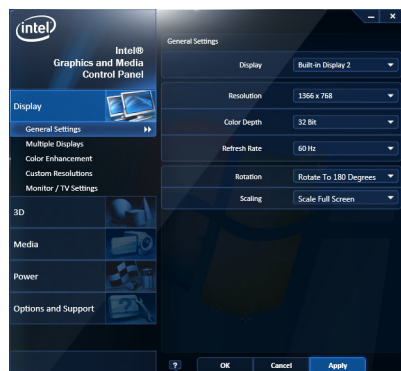 intel
Intel®
Graphics and Media
Control Panel
Display
General Settings
Multiple Displays
Color Enhancement
Custom Resolutions
Monitor / TV Settings
3D
Media
Power
Options and Support
General Settings
Display Built-in Display 2
Resolution 1366 x 768
Color Depth 32 Bit
Refresh Rate 60 Hz
Rotation Rotate To 180 Degrees
Scaling Scale Full Screen
? OK Cancel Apply